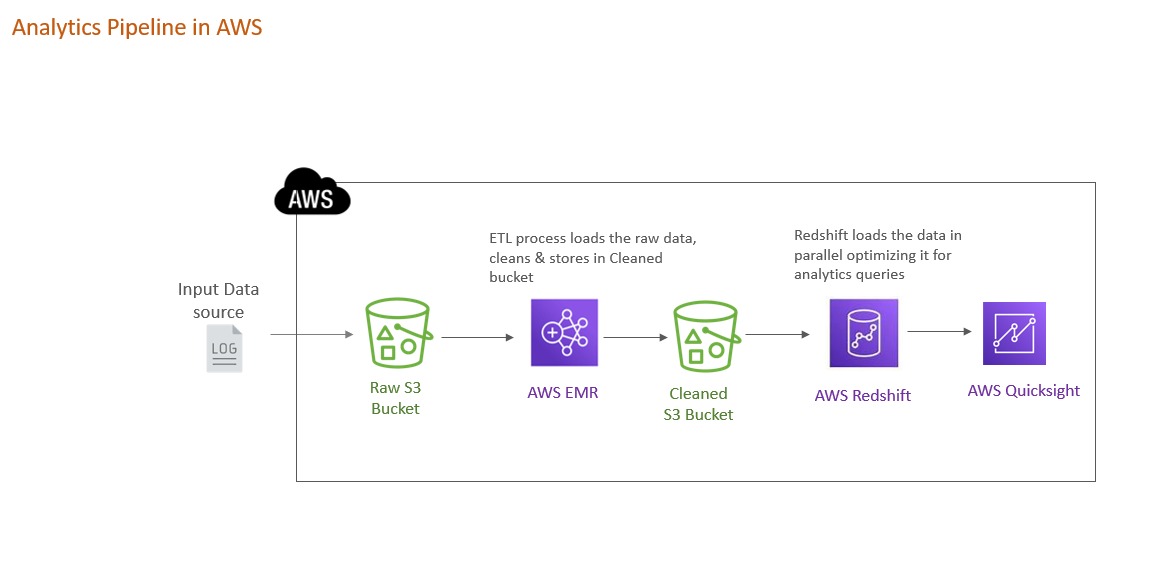 Analytics Pipeline in AWS
AWS
ETL process loads the raw data,
cleans & stores in Cleaned
bucket
Redshift loads the data in
parallel optimizing it for
analytics queries
Input Data
source
LOG
Raw S3
Bucket
AWS EMR
Cleaned
S3 Bucket
AWS Redshift
AWS Quicksight